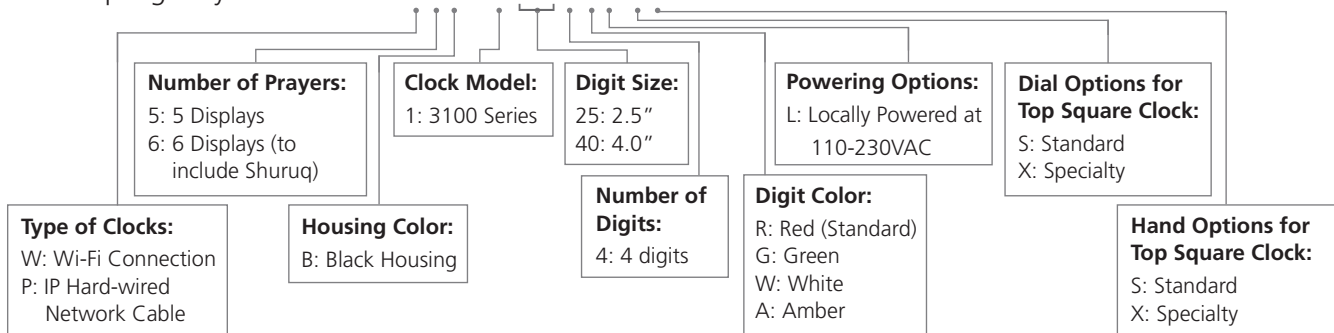 Number of Prayers:
5: 5 Displays
6: 6 Displays (to
include Shuruq)
Clock Model:
1: 3100 Series
Digit Size:
25: 2.5”
40: 4.0”
Powering Options:
L: Locally Powered at
110-230VAC
Dial Options for
Top Square Clock:
S: Standard
X: Specialty
Type of Clocks:
W: Wi-Fi Connection
P: IP Hard-wired
Network Cable
Housing Color:
B: Black Housing
Number of
Digits:
4: 4 digits
Digit Color:
R: Red (Standard)
G: Green
W: White
A: Amber
Hand Options for
Top Square Clock:
S: Standard
X: Specialty